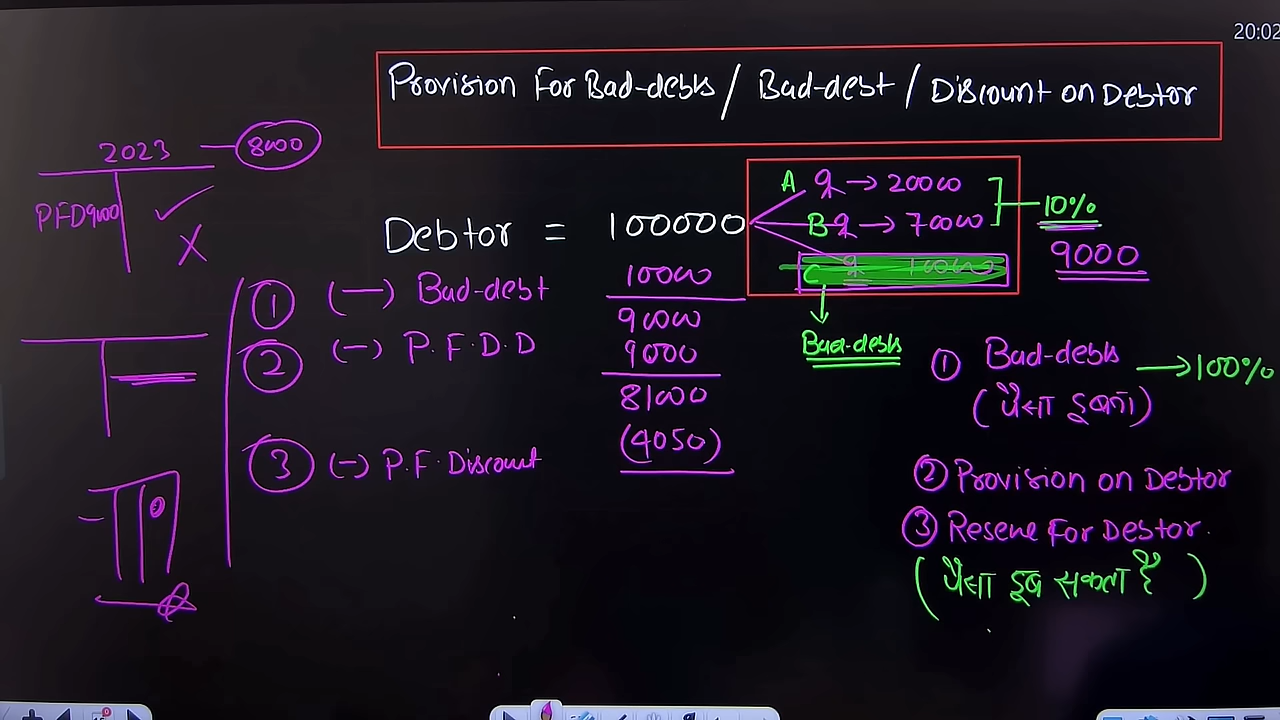 20:02
Provision For Bad-debts / Bad-debt / Discount on Debtor
2023 — 8000
PFD 9000
A → 20000
B → 70000
10%
9000
Debtor = 100000
C 10000
① (—) Bad-debt 10000
90000
② (—) P.F.D.D 9000
81000
③ (—) P.F. Discount (4050)
Bad-debts
① Bad-debts → 100%
(पैसा डूबना)
② Provision on Debtor
③ Reserve For Debtor.
(पैसा डूब सकता है)